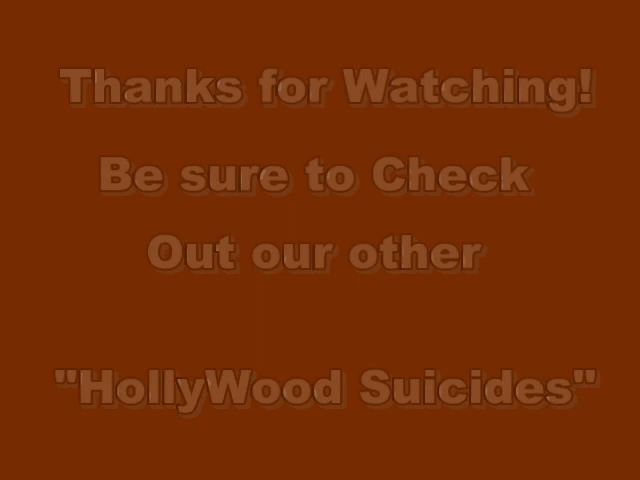 Thanks for Watching!
Be sure to Check
Out our other
"HollyWood Suicides"